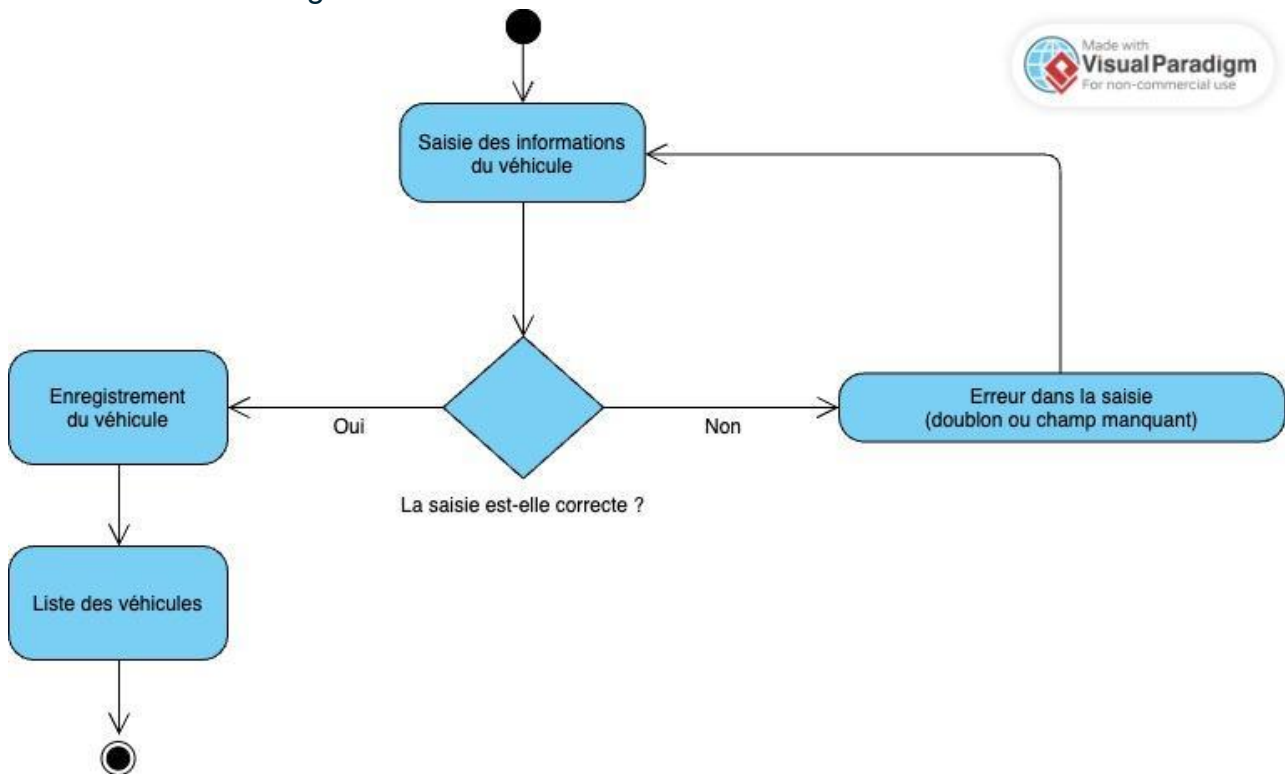 Made with
Visual Paradigm
For non-commercial use
Saisie des informations
du véhicule
Enregistrement
du véhicule
Oui
Non
Erreur dans la saisie
(doublon ou champ manquant)
La saisie est-elle correcte ?
Liste des véhicules